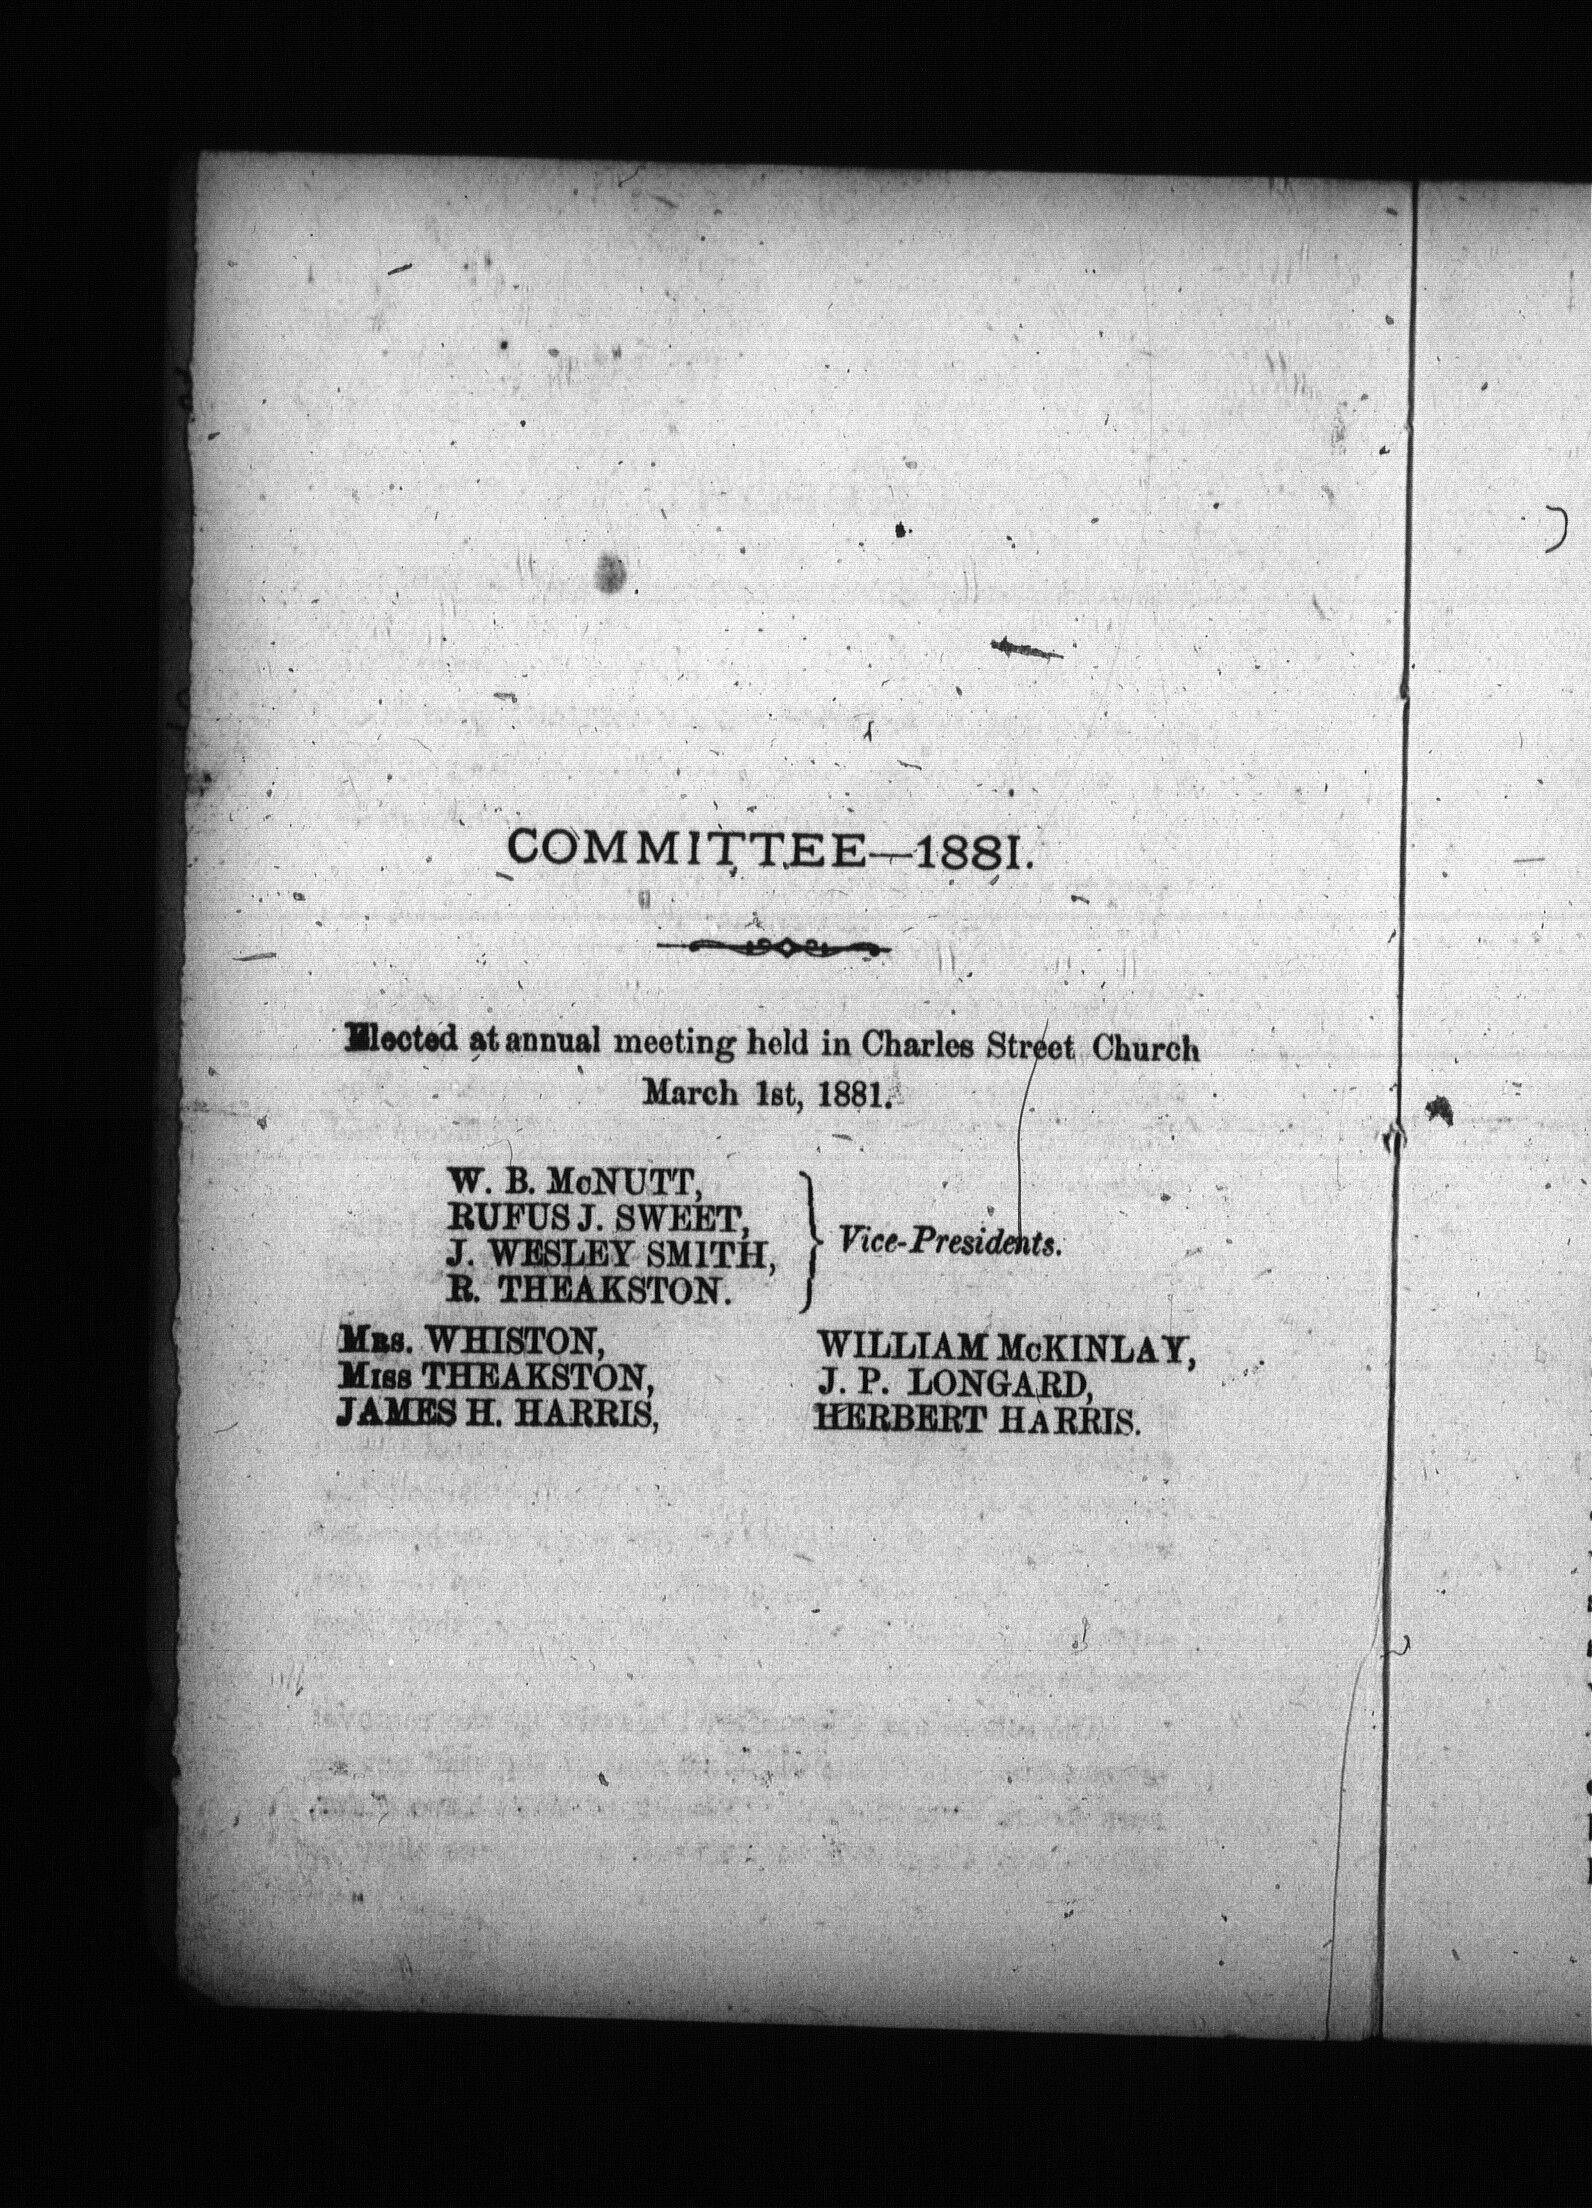 COMMITTEE—1881.
Elected at annual meeting held in Charles Street Church
March 1st, 1881.
W. B. McNUTT,
RUFUS J. SWEET,
J. WESLEY SMITH,
R. THEAKSTON.
Vice-Presidents.
Mrs. WHISTON,
Miss THEAKSTON,
JAMES H. HARRIS,
WILLIAM McKINLAY,
J. P. LONGARD,
HERBERT HARRIS.